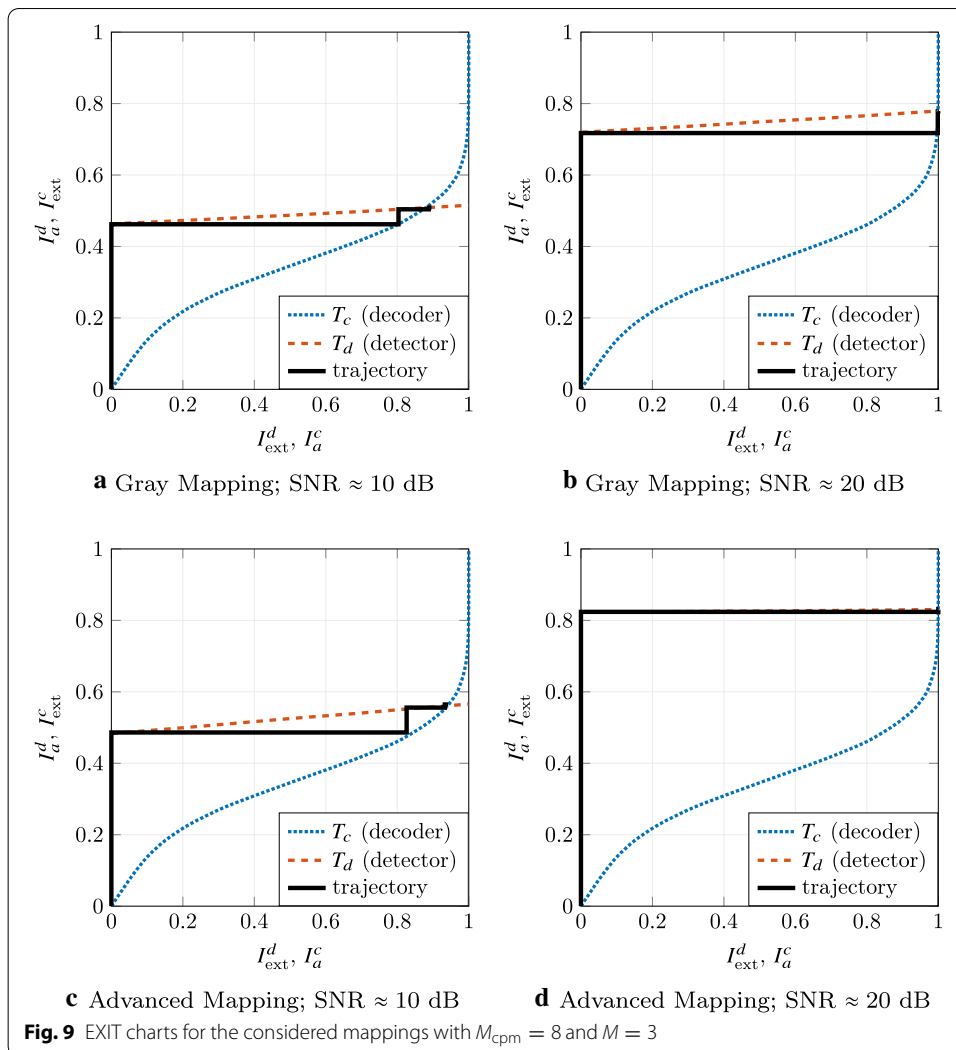 1
0.8
0.6
0.4
0.2
0
0 0.2 0.4 0.6 0.8 1
I_a^d, I_ext^c
I_ext^d, I_a^c
T_c (decoder)
T_d (detector)
trajectory
a Gray Mapping; SNR ≈ 10 dB
1
0.8
0.6
0.4
0.2
0
0 0.2 0.4 0.6 0.8 1
I_a^d, I_ext^c
I_ext^d, I_a^c
T_c (decoder)
T_d (detector)
trajectory
b Gray Mapping; SNR ≈ 20 dB
1
0.8
0.6
0.4
0.2
0
0 0.2 0.4 0.6 0.8 1
I_a^d, I_ext^c
I_ext^d, I_a^c
T_c (decoder)
T_d (detector)
trajectory
c Advanced Mapping; SNR ≈ 10 dB
1
0.8
0.6
0.4
0.2
0
0 0.2 0.4 0.6 0.8 1
I_a^d, I_ext^c
I_ext^d, I_a^c
T_c (decoder)
T_d (detector)
trajectory
d Advanced Mapping; SNR ≈ 20 dB
Fig. 9 EXIT charts for the considered mappings with M_cpm = 8 and M = 3